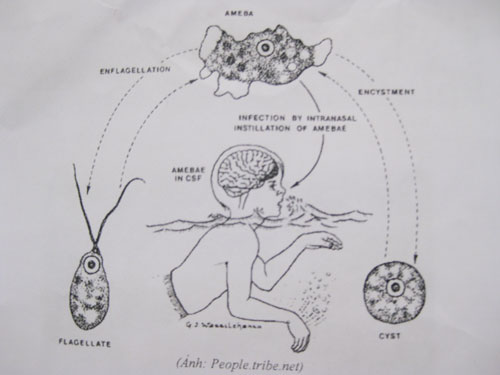 AMEBA
ENFLAGELLATION
ENCYSTMENT
INFECTION BY INTRANASAL
INSTILLATION OF AMEBAE
AMEBAE
IN CSF
FLAGELLATE
CYST
(Ảnh: People.tribe.net)